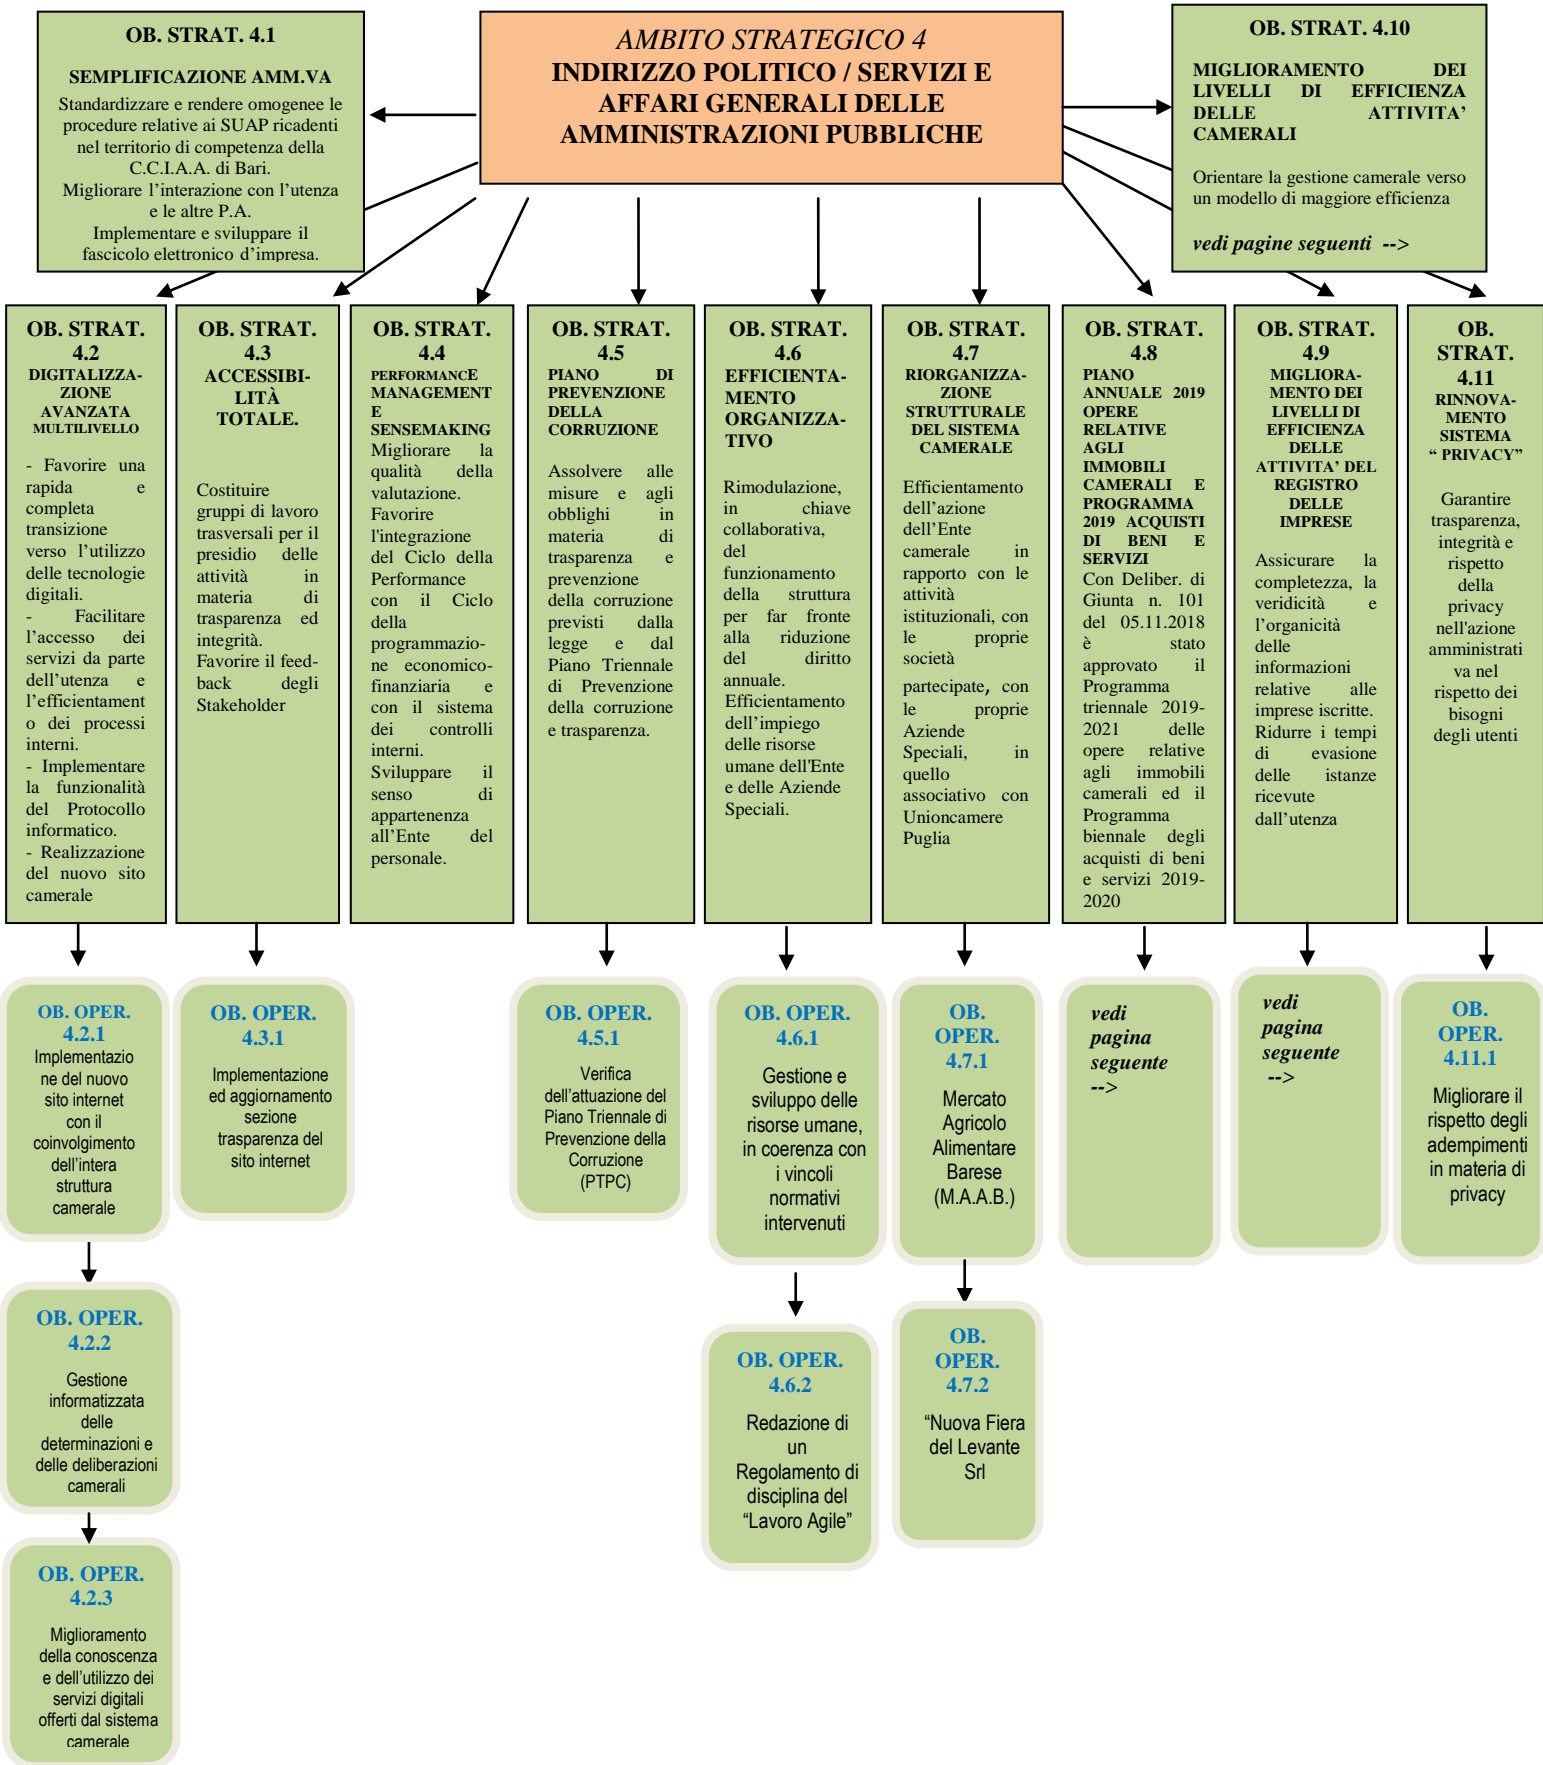 OB. STRAT. 4.1
SEMPLIFICAZIONE AMM.VA
Standardizzare e rendere omogenee le
procedure relative ai SUAP ricadenti
nel territorio di competenza della
C.C.I.A.A. di Bari.
Migliorare l’interazione con l’utenza
e le altre P.A.
Implementare e sviluppare il
fascicolo elettronico d’impresa.
AMBITO STRATEGICO 4
INDIRIZZO POLITICO / SERVIZI E
AFFARI GENERALI DELLE
AMMINISTRAZIONI PUBBLICHE
OB. STRAT. 4.10
MIGLIORAMENTO DEI
LIVELLI DI EFFICIENZA
DELLE ATTIVITA’
CAMERALI
Orientare la gestione camerale verso
un modello di maggiore efficienza
vedi pagine seguenti -->
OB. STRAT.
4.2
DIGITALIZZA-
ZIONE
AVANZATA
MULTILIVELLO
- Favorire una
rapida e
completa
transizione
verso l’utilizzo
delle tecnologie
digitali.
- Facilitare
l’accesso dei
servizi da parte
dell’utenza e
l’efficientament
o dei processi
interni.
- Implementare
la funzionalità
del Protocollo
informatico.
- Realizzazione
del nuovo sito
camerale
OB. STRAT.
4.3
ACCESSIBI-
LITÀ
TOTALE.
Costituire
gruppi di lavoro
trasversali per il
presidio delle
attività in
materia di
trasparenza ed
integrità.
Favorire il feed-
back degli
Stakeholder
OB. STRAT.
4.4
PERFORMANCE
MANAGEMENT
E
SENSEMAKING
Migliorare la
qualità della
valutazione.
Favorire
l'integrazione
del Ciclo della
Performance
con il Ciclo
della
programmazio-
ne economico-
finanziaria e
con il sistema
dei controlli
interni.
Sviluppare il
senso di
appartenenza
all’Ente del
personale.
OB. STRAT.
4.5
PIANO DI
PREVENZIONE
DELLA
CORRUZIONE
Assolvere alle
misure e agli
obblighi in
materia di
trasparenza e
prevenzione
della corruzione
previsti dalla
legge e dal
Piano Triennale
di Prevenzione
della corruzione
e trasparenza.
OB. STRAT.
4.6
EFFICIENTA-
MENTO
ORGANIZZA-
TIVO
Rimodulazione,
in chiave
collaborativa,
del
funzionamento
della struttura
per far fronte
alla riduzione
del diritto
annuale.
Efficientamento
dell’impiego
delle risorse
umane dell'Ente
e delle Aziende
Speciali.
OB. STRAT.
4.7
RIORGANIZZA-
ZIONE
STRUTTURALE
DEL SISTEMA
CAMERALE
Efficientamento
dell’azione
dell’Ente
camerale in
rapporto con le
attività
istituzionali, con
le proprie
società
partecipate, con
le proprie
Aziende
Speciali, in
quello
associativo con
Unioncamere
Puglia
OB. STRAT.
4.8
PIANO
ANNUALE 2019
OPERE
RELATIVE
AGLI
IMMOBILI
CAMERALI E
PROGRAMMA
2019 ACQUISTI
DI BENI E
SERVIZI
Con Deliber. di
Giunta n. 101
del 05.11.2018
è stato
approvato il
Programma
triennale 2019-
2021 delle
opere relative
agli immobili
camerali ed il
Programma
biennale degli
acquisti di beni
e servizi 2019-
2020
OB. STRAT.
4.9
MIGLIORA-
MENTO DEI
LIVELLI DI
EFFICIENZA
DELLE
ATTIVITA’ DEL
REGISTRO
DELLE
IMPRESE
Assicurare la
completezza, la
veridicità e
l’organicità
delle
informazioni
relative alle
imprese iscritte.
Ridurre i tempi
di evasione
delle istanze
ricevute
dall’utenza
OB.
STRAT.
4.11
RINNOVA-
MENTO
SISTEMA
“ PRIVACY”
Garantire
trasparenza,
integrità e
rispetto
della
privacy
nell'azione
amministrati
va nel
rispetto dei
bisogni
degli utenti
OB. OPER.
4.2.1
Implementazio
ne del nuovo
sito internet
con il
coinvolgimento
dell’intera
struttura
camerale
OB. OPER.
4.3.1
Implementazione
ed aggiornamento
sezione
trasparenza del
sito internet
OB. OPER.
4.5.1
Verifica
dell’attuazione del
Piano Triennale di
Prevenzione della
Corruzione
(PTPC)
OB. OPER.
4.6.1
Gestione e
sviluppo delle
risorse umane,
in coerenza con
i vincoli
normativi
intervenuti
OB.
OPER.
4.7.1
Mercato
Agricolo
Alimentare
Barese
(M.A.A.B.)
vedi
pagina
seguente
-->
vedi
pagina
seguente
-->
OB.
OPER.
4.11.1
Migliorare il
rispetto degli
adempimenti
in materia di
privacy
OB. OPER.
4.2.2
Gestione
informatizzata
delle
determinazioni e
delle deliberazioni
camerali
OB. OPER.
4.6.2
Redazione di
un
Regolamento di
disciplina del
“Lavoro Agile”
OB.
OPER.
4.7.2
“Nuova Fiera
del Levante
Srl
OB. OPER.
4.2.3
Miglioramento
della conoscenza
e dell’utilizzo dei
servizi digitali
offerti dal sistema
camerale